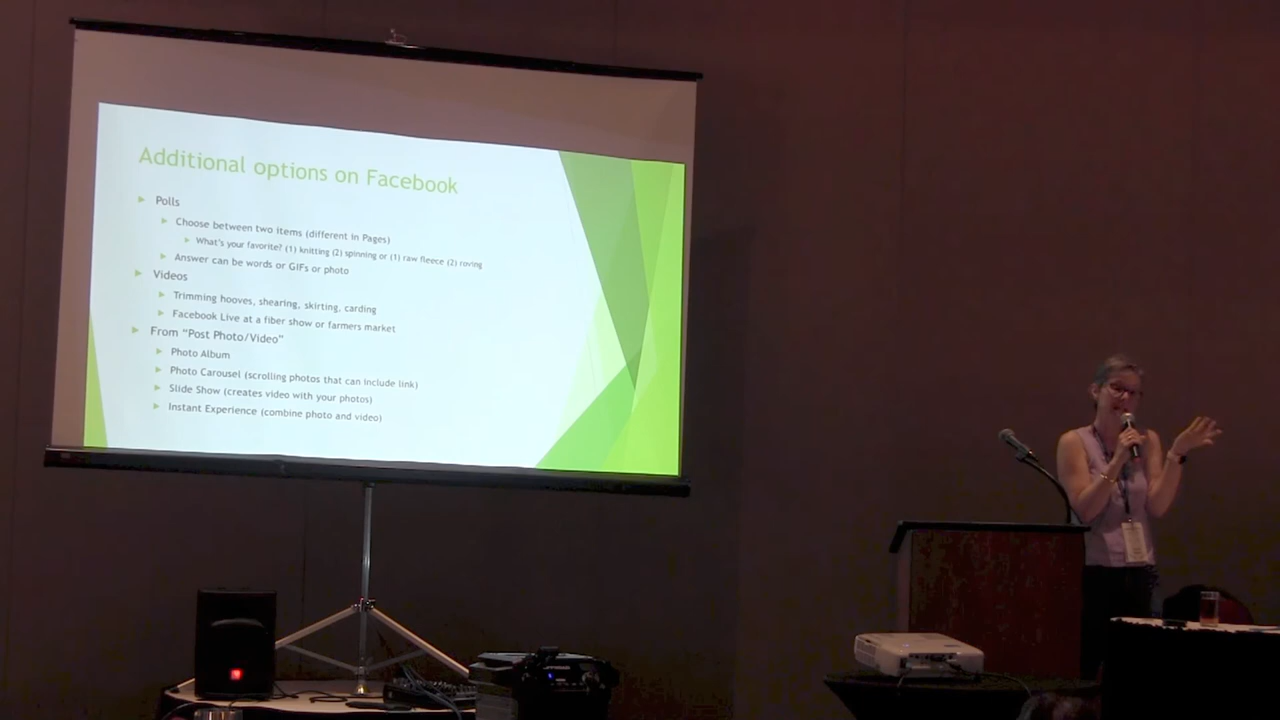 Additional options on Facebook
Polls
Choose between two items (different in Pages)
What's your favorite? (1) knitting (2) spinning or (1) raw fleece (2) roving
Answer can be words or GIFs or photo
Videos
Trimming hooves, shearing, skirting, carding
Facebook Live at a fiber show or farmers market
From "Post Photo/Video"
Photo Album
Photo Carousel (scrolling photos that can include link)
Slide Show (creates video with your photos)
Instant Experience (combine photo and video)